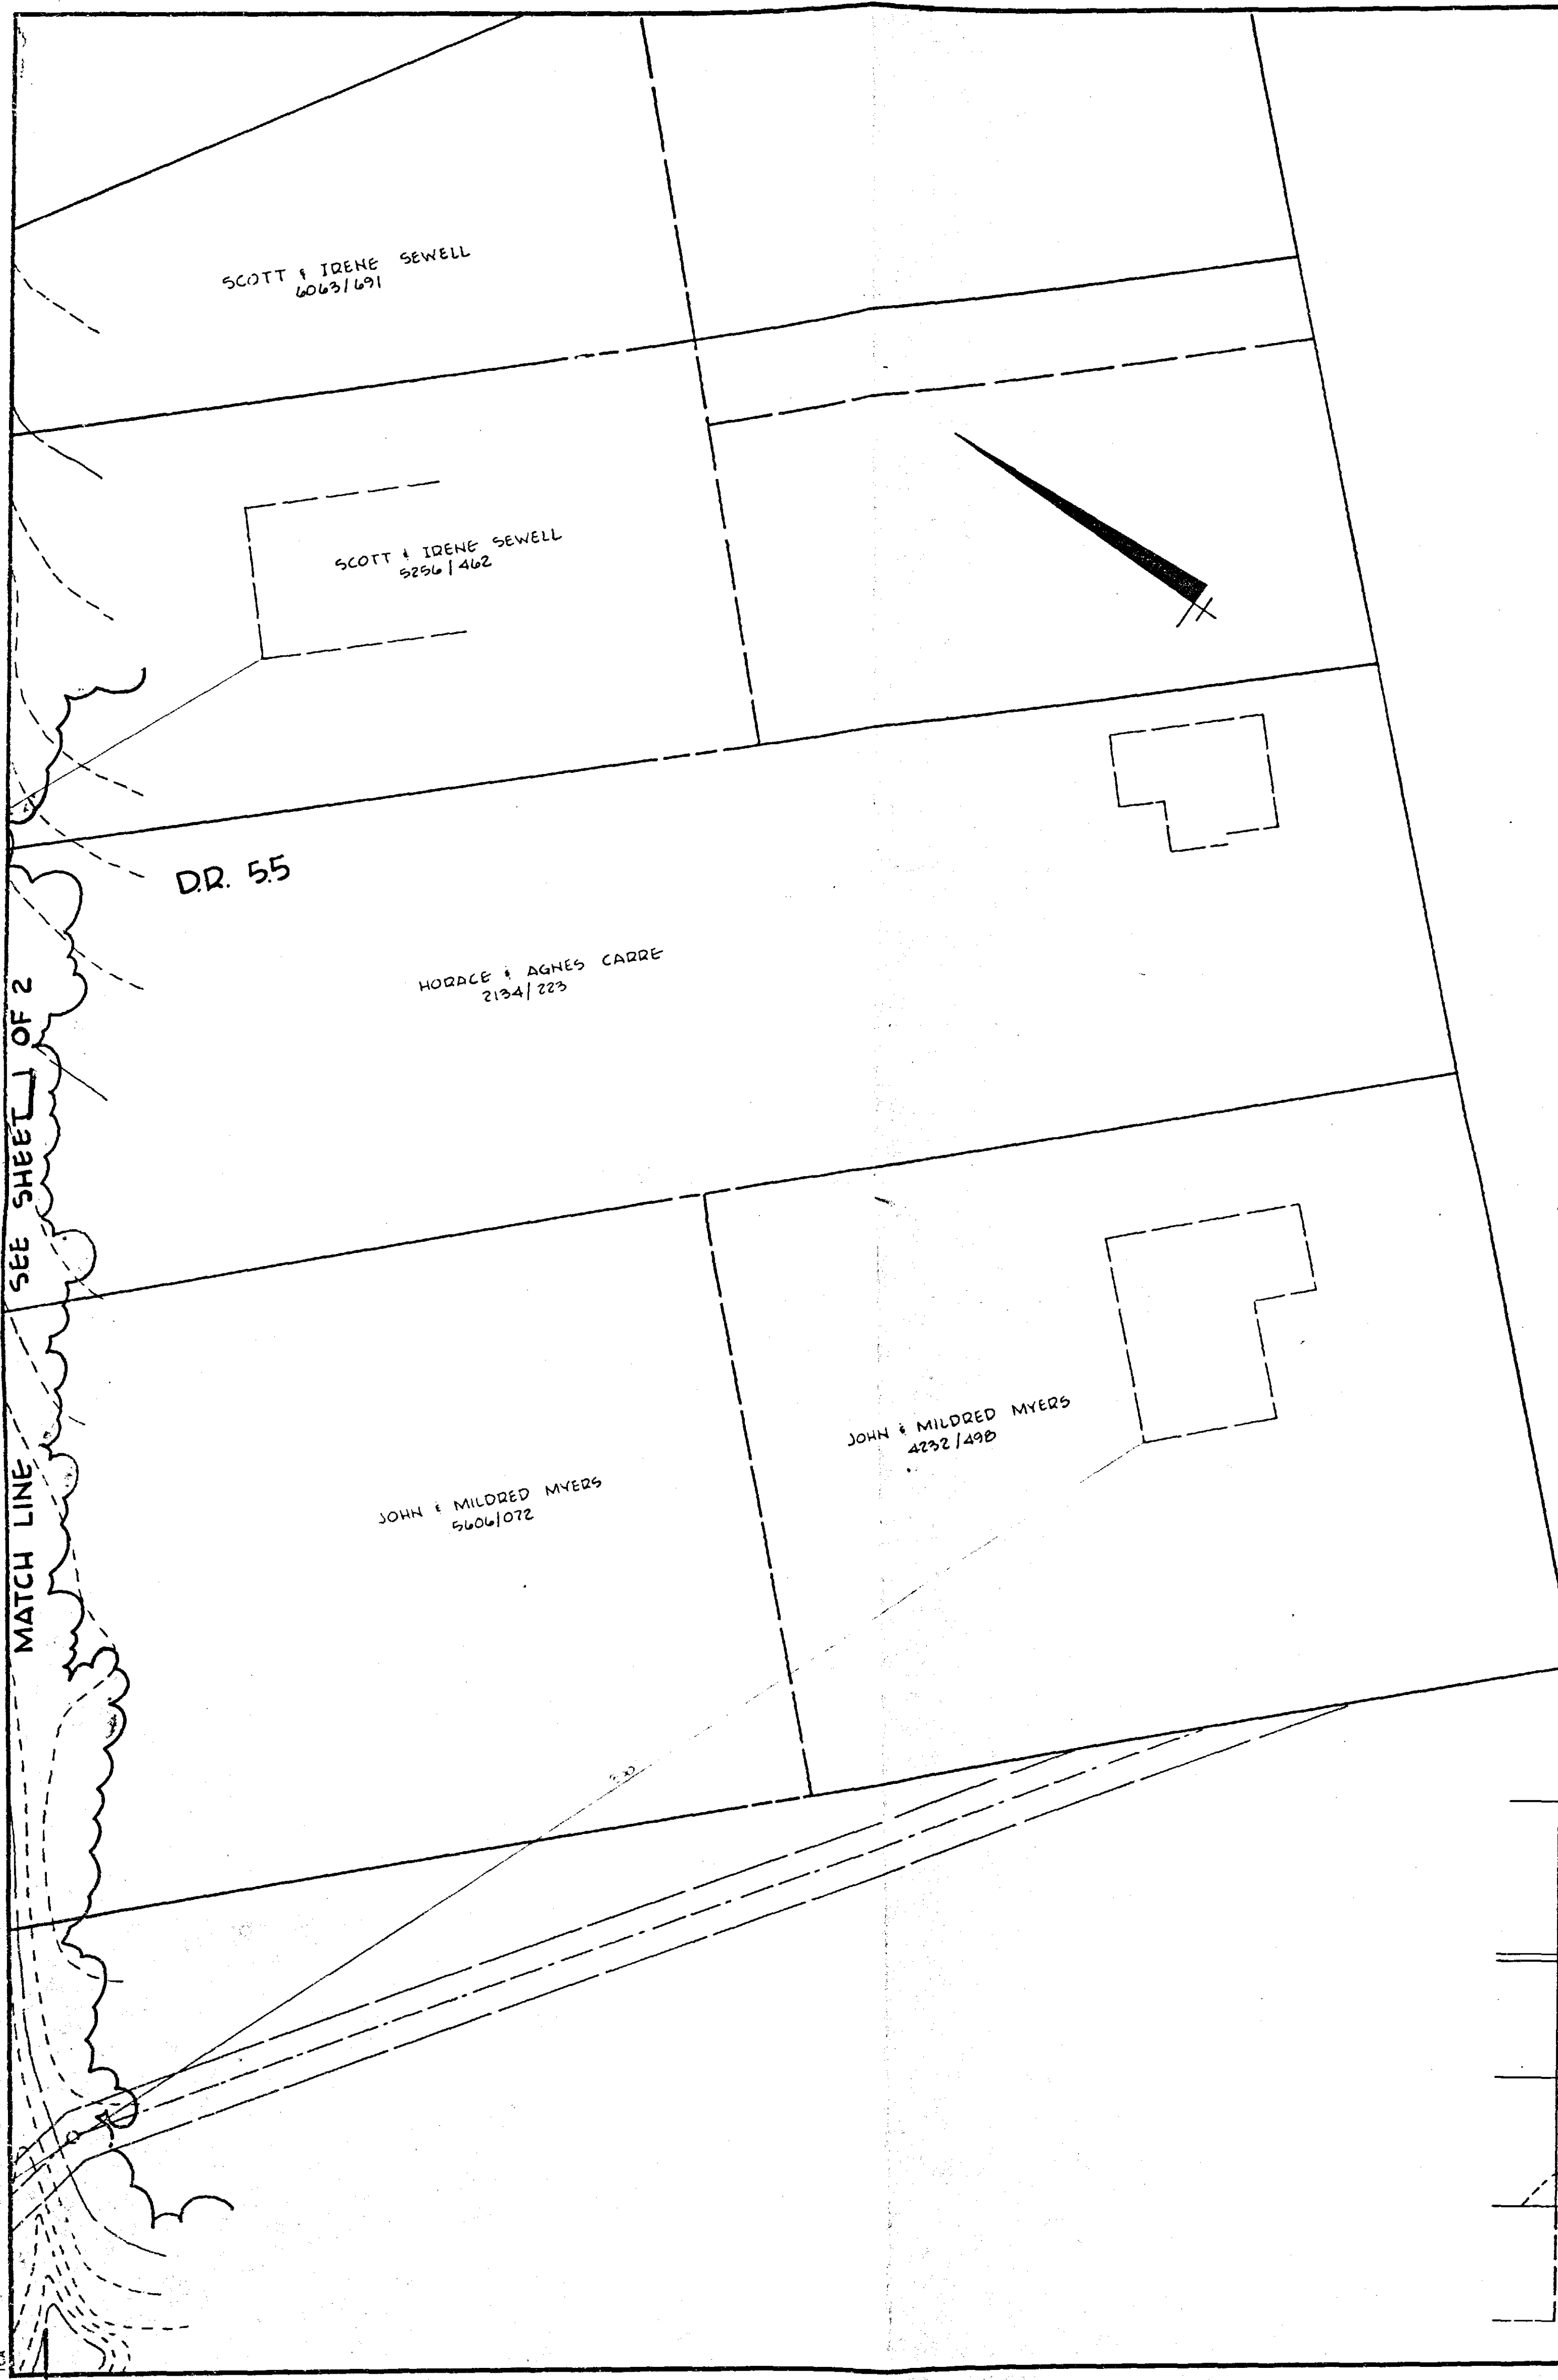 SCOTT & IRENE SEWELL
6063/691
SCOTT & IRENE SEWELL
5256/462
D.R. 5.5
HORACE & AGNES CARRE
2134/223
MATCH LINE SEE SHEET 1 OF 2
JOHN & MILDRED MYERS
4232/498
JOHN & MILDRED MYERS
5606/072